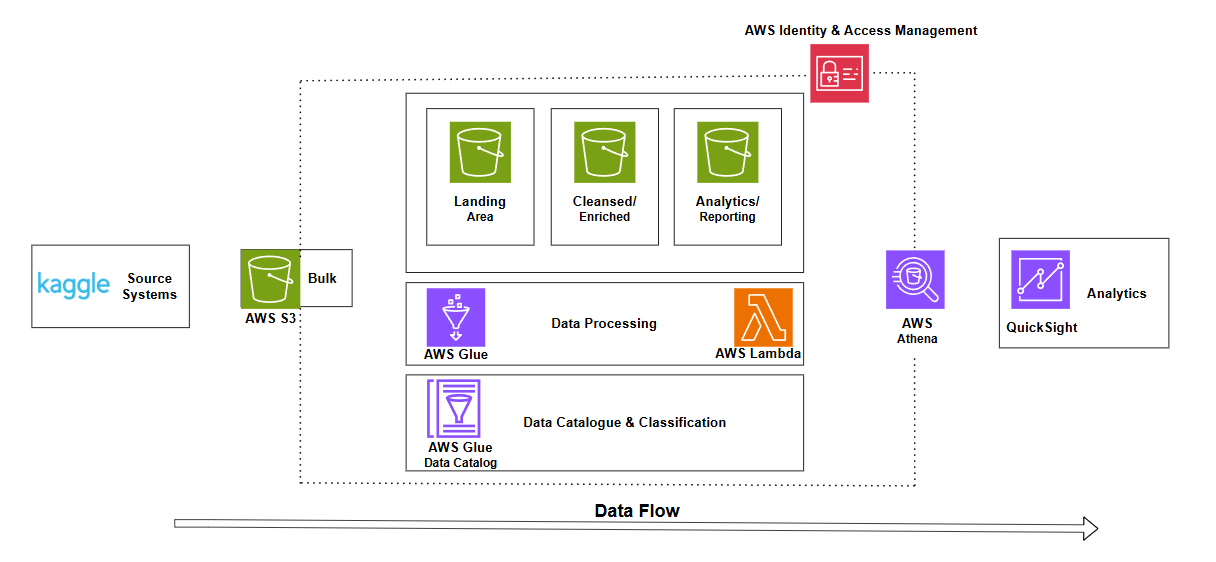 AWS Identity & Access Management
Landing
Area
Cleansed/
Enriched
Analytics/
Reporting
kaggle
Source
Systems
Bulk
AWS S3
Data Processing
AWS Glue
AWS Lambda
Data Catalogue & Classification
AWS Glue
Data Catalog
AWS
Athena
QuickSight
Analytics
Data Flow